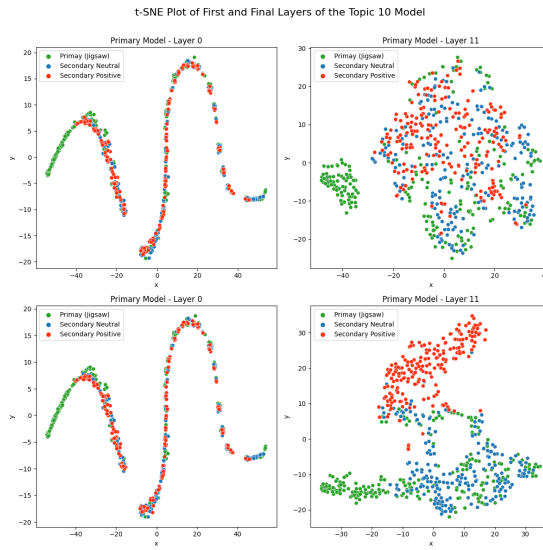 t-SNE Plot of First and Final Layers of the Topic 10 Model
Primary Model - Layer 0
Primay (Jigsaw)
Secondary Neutral
Secondary Positive
20
15
10
5
0
−5
−10
−15
−20
y
−40
−20
0
20
40
x
Primary Model - Layer 11
Primay (Jigsaw)
Secondary Neutral
Secondary Positive
30
20
10
0
−10
−20
y
−40
−20
0
20
x
Primary Model - Layer 0
Primay (Jigsaw)
Secondary Neutral
Secondary Positive
20
15
10
5
0
−5
−10
−15
−20
y
−40
−20
0
20
40
x
Primary Model - Layer 11
Primay (Jigsaw)
Secondary Neutral
Secondary Positive
30
20
10
0
−10
−20
y
−30
−20
−10
0
10
20
30
x